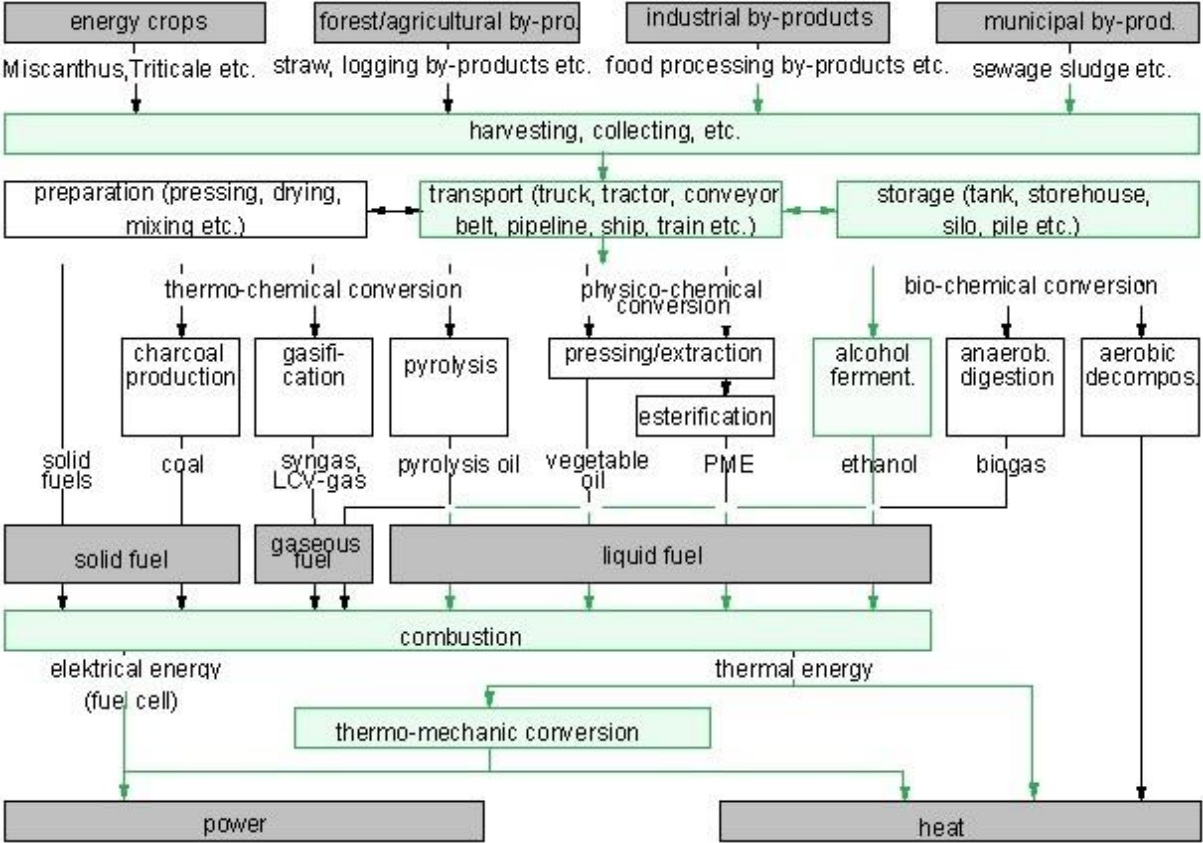 energy crops
forest/agricultural by-pro.
industrial by-products
municipal by-prod.
Miscanthus,Triticale etc.
straw, logging by-products etc.
food processing by-products etc.
sewage sludge etc.
harvesting, collecting, etc.
preparation (pressing, drying,
mixing etc.)
transport (truck, tractor, conveyor
belt, pipeline, ship, train etc.)
storage (tank, storehouse,
silo, pile etc.)
thermo-chemical conversion
physico-chemical
conversion
bio-chemical conversion
charcoal
production
gasifi-
cation
pyrolysis
pressing/extraction
esterification
alcohol
ferment.
anaerob.
digestion
aerobic
decompos.
solid
fuels
coal
syngas,
LCV-gas
pyrolysis oil
vegetable
oil
PME
ethanol
biogas
solid fuel
gaseous
fuel
liquid fuel
combustion
elektrical energy
(fuel cell)
thermal energy
thermo-mechanic conversion
power
heat